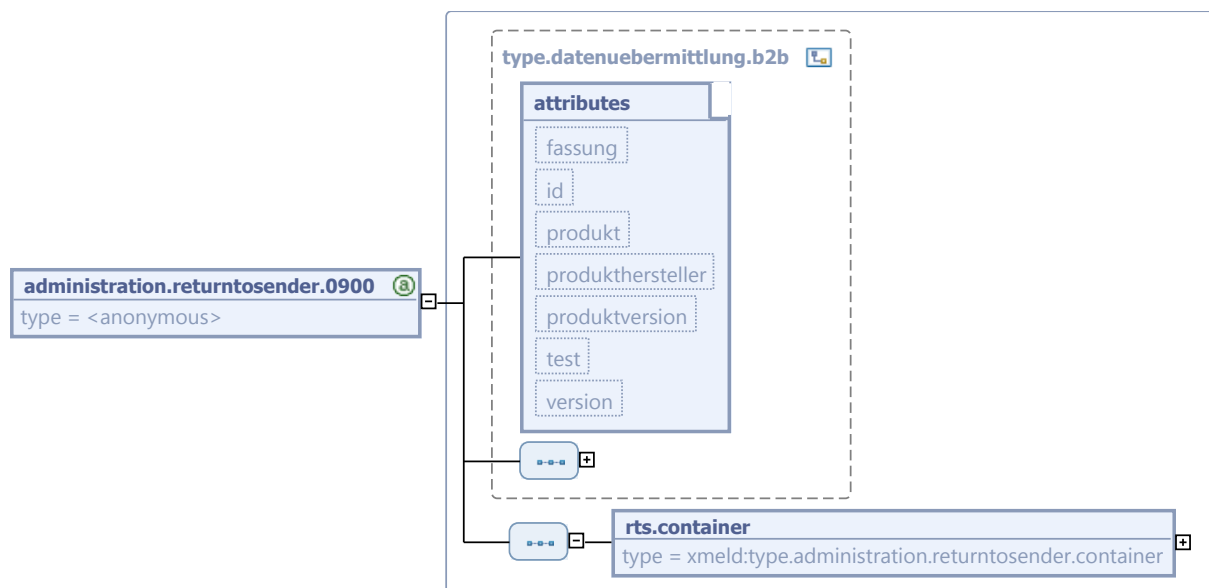 type.datenuebermittlung.b2b
attributes
fassung
id
produkt
produkthersteller
produktversion
test
version
administration.returntosender.0900
type = <anonymous>
rts.container
type = xmeld:type.administration.returntosender.container